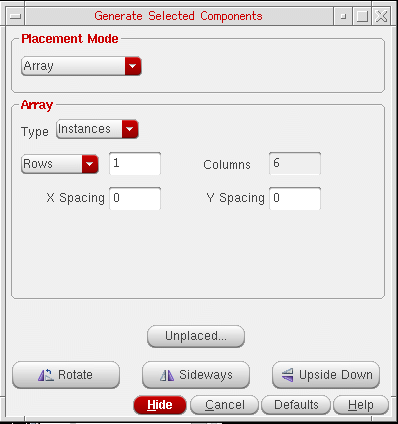 Generate Selected Components
Placement Mode
Array
Array
Type Instances
Rows 1 Columns 6
X Spacing 0 Y Spacing 0
Unplaced...
Rotate Sideways Upside Down
Hide Cancel Defaults Help